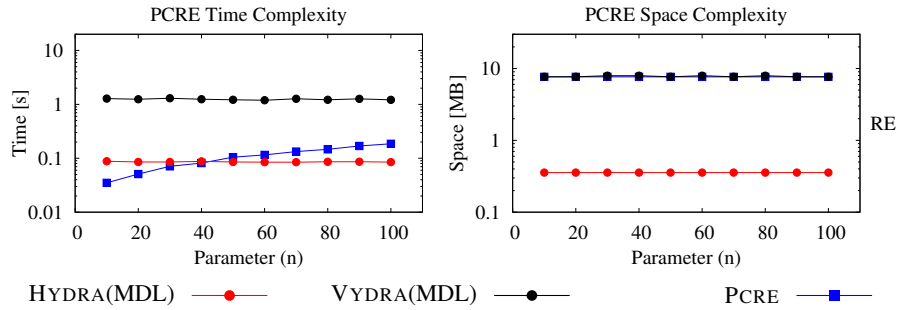 PCRE Time Complexity
10
1
0.1
0.01
Time [s]
0 20 40 60 80 100
Parameter (n)
PCRE Space Complexity
10
1
0.1
Space [MB]
0 20 40 60 80 100
Parameter (n)
RE
HYDRA(MDL) VYDRA(MDL) PCRE